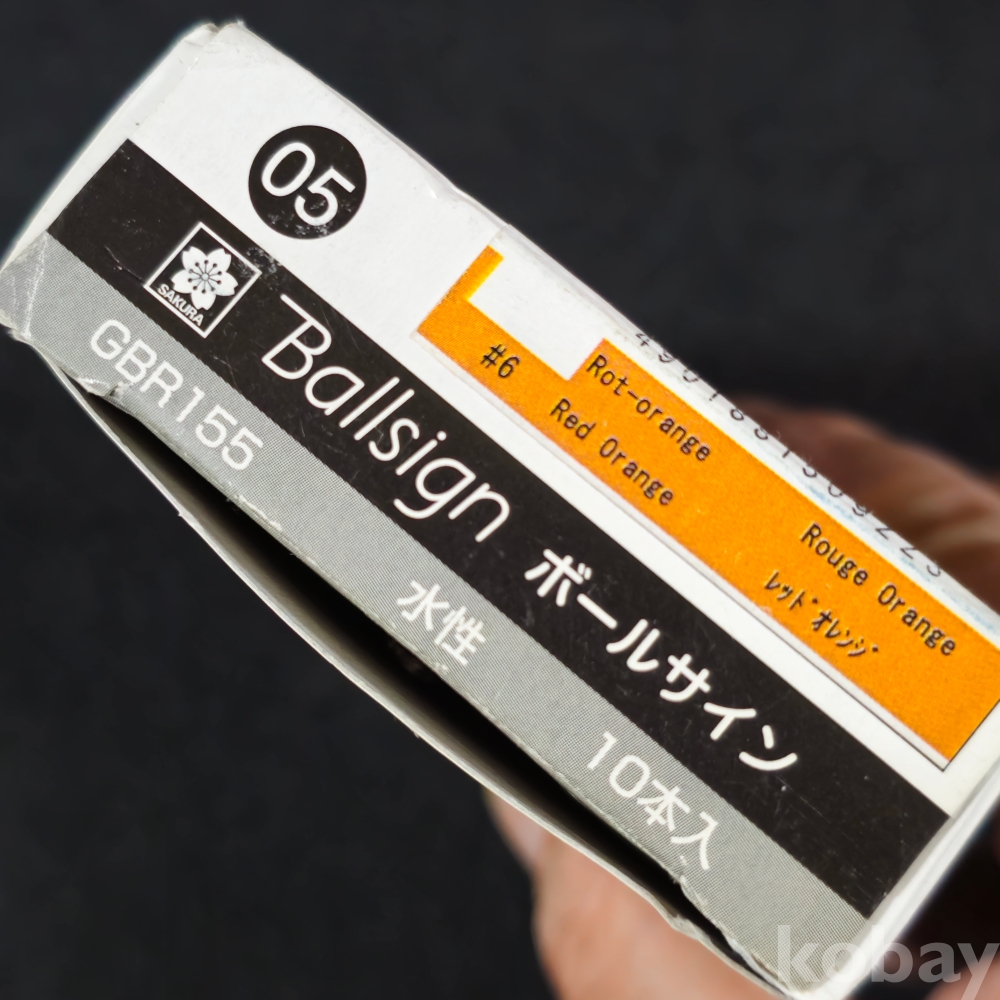 05
SAKURA
Ballsign ボールサイン
GBR155 水性 10本入
#6
Rot-orange
Red Orange
Rouge Orange
レッドオレンジ
kobay